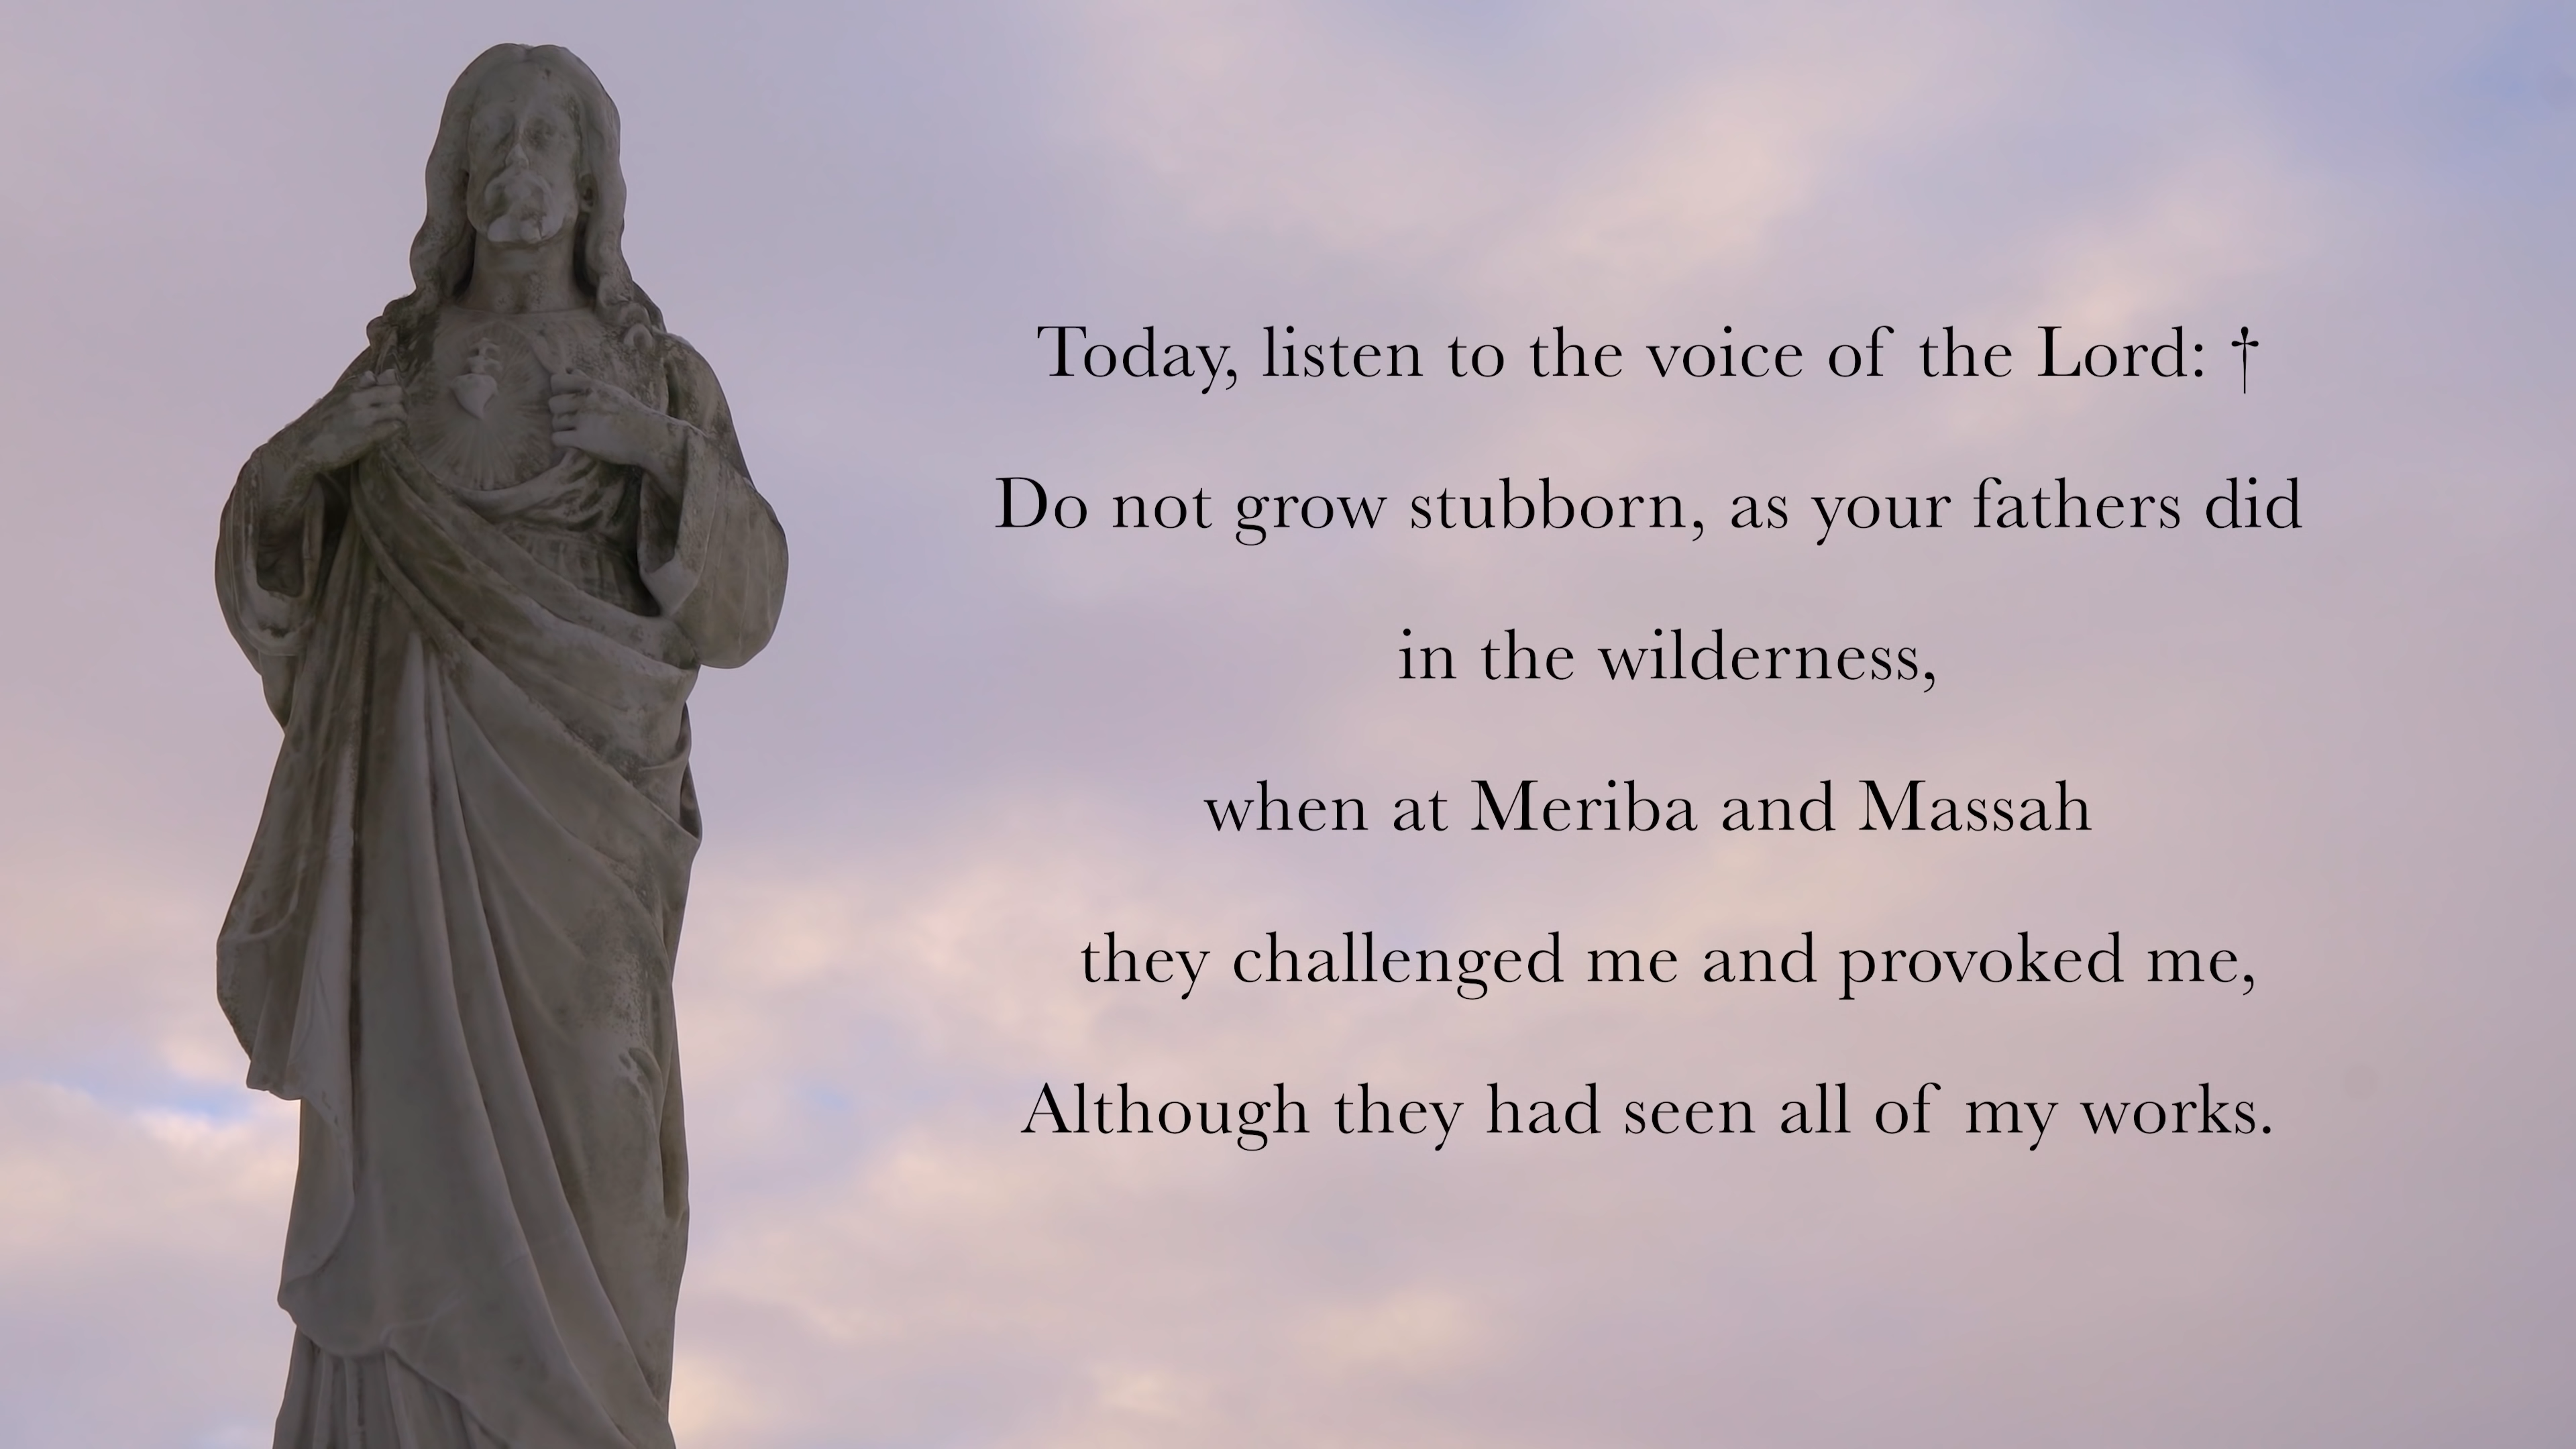 Today, listen to the voice of the Lord: †
Do not grow stubborn, as your fathers did
in the wilderness,
when at Meriba and Massah
they challenged me and provoked me,
Although they had seen all of my works.